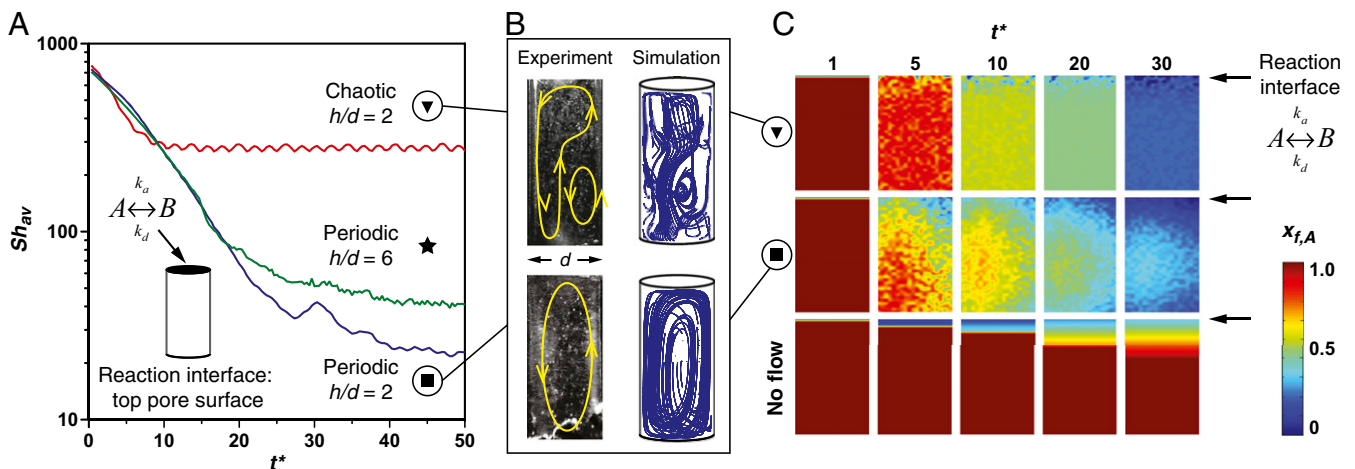 A
1000
100
10
Sh_av
0
10
20
30
40
50
t*
Chaotic
h/d = 2
Periodic
h/d = 6
Periodic
h/d = 2
k_a
A↔B
k_d
Reaction interface:
top pore surface
B
Experiment
Simulation
d
C
t*
1
5
10
20
30
No flow
Reaction
interface
k_a
A↔B
k_d
x_f,A
1.0
0.5
0